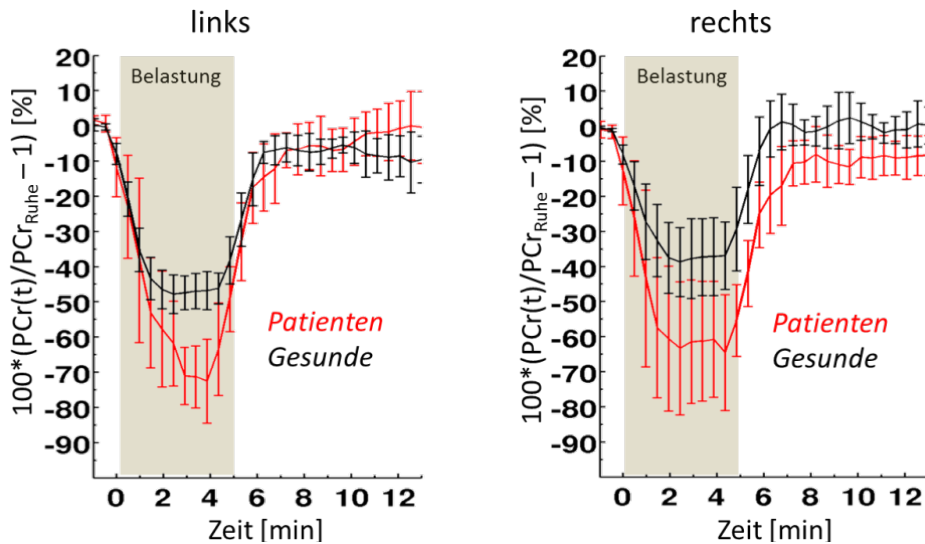 links
100*(PCr(t)/PCrRuhe − 1) [%]
20
10
0
-10
-20
-30
-40
-50
-60
-70
-80
-90
Belastung
Patienten
Gesunde
0 2 4 6 8 10 12
Zeit [min]
rechts
100*(PCr(t)/PCrRuhe − 1) [%]
20
10
0
-10
-20
-30
-40
-50
-60
-70
-80
-90
Belastung
Patienten
Gesunde
0 2 4 6 8 10 12
Zeit [min]